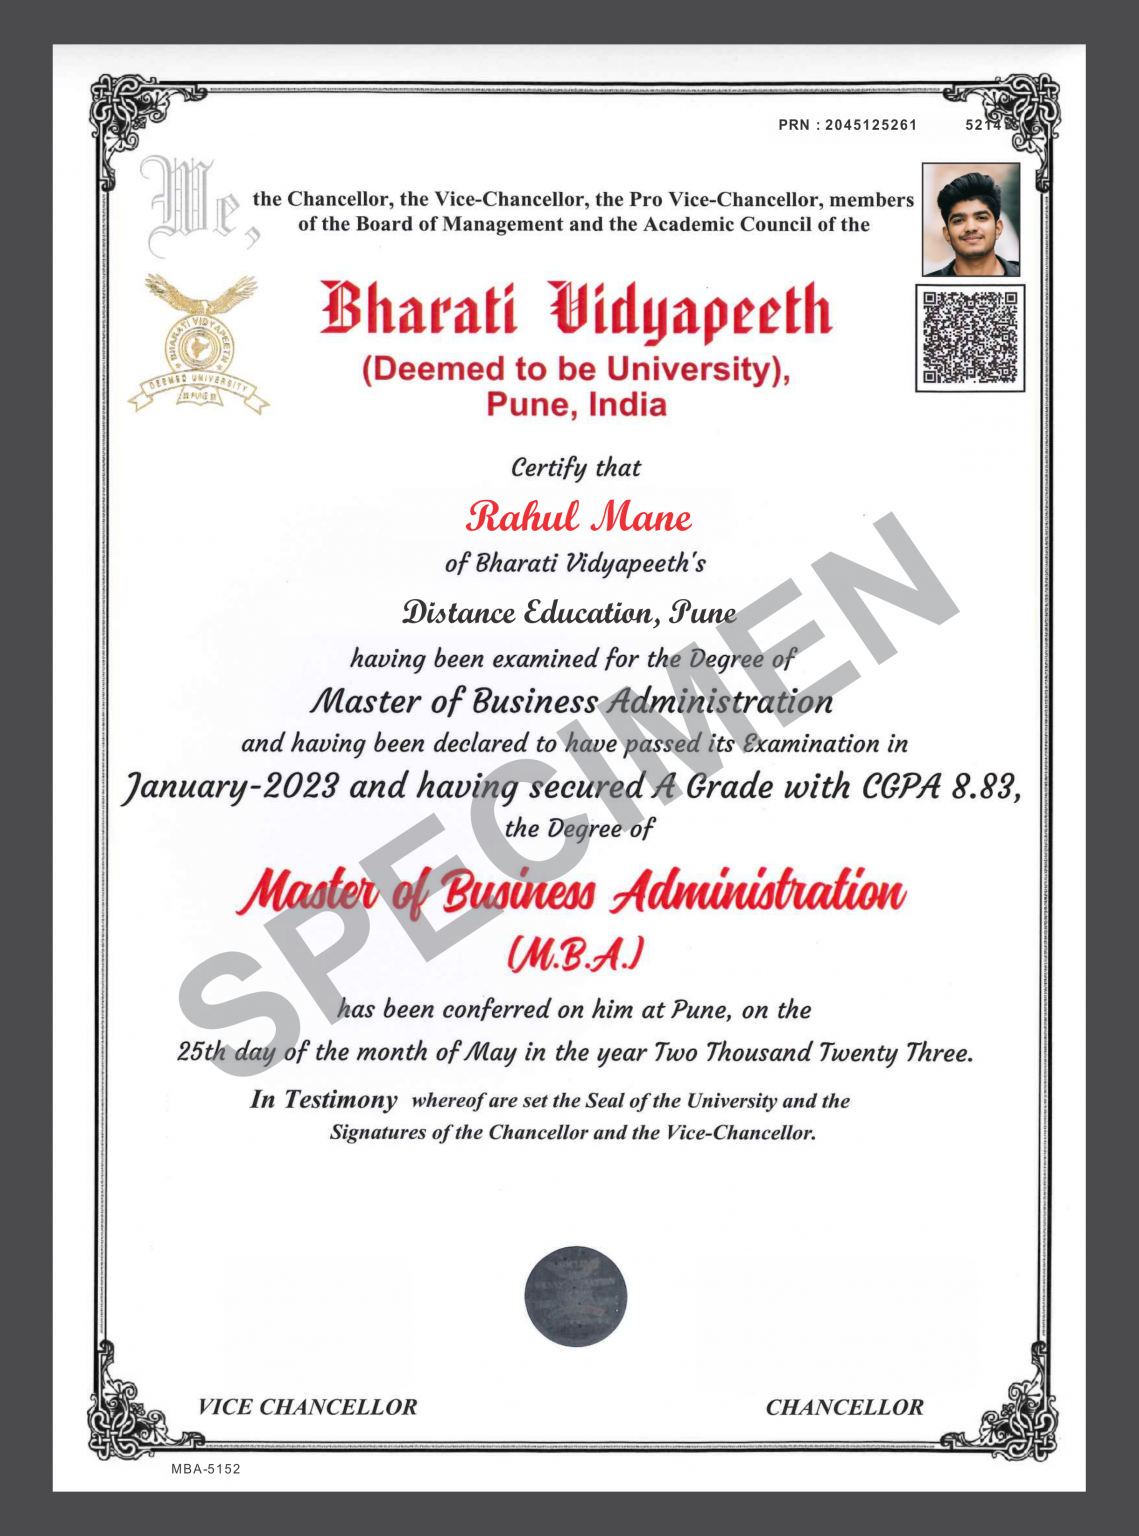 PRN : 2045125261 5214
We, the Chancellor, the Vice-Chancellor, the Pro Vice-Chancellor, members
of the Board of Management and the Academic Council of the
BHARATI VIDYAPEETH
DEEMED UNIVERSITY
PUNE
Bharati Vidyapeeth
(Deemed to be University),
Pune, India
Certify that
Rahul Mane
of Bharati Vidyapeeth's
Distance Education, Pune
having been examined for the Degree of
Master of Business Administration
and having been declared to have passed its Examination in
January-2023 and having secured A Grade with CGPA 8.83,
the Degree of
Master of Business Administration
(M.B.A.)
has been conferred on him at Pune, on the
25th day of the month of May in the year Two Thousand Twenty Three.
In Testimony whereof are set the Seal of the University and the
Signatures of the Chancellor and the Vice-Chancellor.
SPECIMEN
VICE CHANCELLOR
CHANCELLOR
MBA-5152